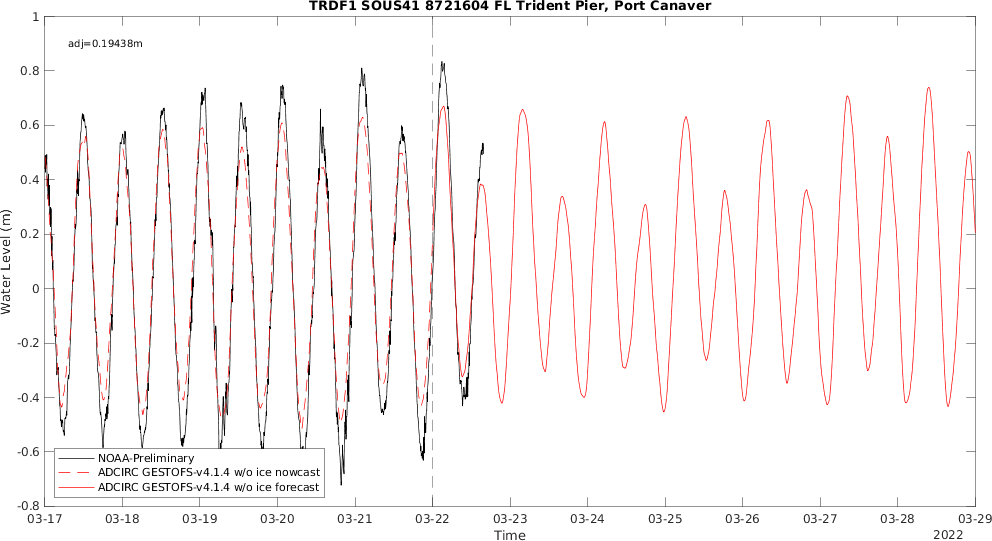 TRDF1 SOUS41 8721604 FL Trident Pier, Port Canaver
adj=0.19438m
1
0.8
0.6
0.4
0.2
0
-0.2
-0.4
-0.6
-0.8
Water Level (m)
NOAA-Preliminary
ADCIRC GESTOFS-v4.1.4 w/o ice nowcast
ADCIRC GESTOFS-v4.1.4 w/o ice forecast
03-17 03-18 03-19 03-20 03-21 03-22 03-23 03-24 03-25 03-26 03-27 03-28 03-29
Time
2022